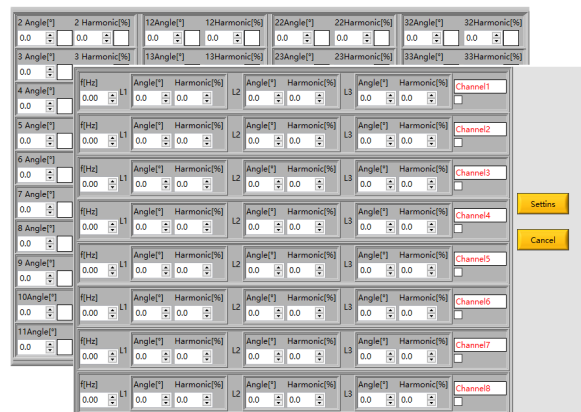 2 Angle[°] 2 Harmonic[%] 12Angle[°] 12Harmonic[%] 22Angle[°] 22Harmonic[%] 32Angle[°] 32Harmonic[%]
0.0 0.0 0.0 0.0 0.0 0.0 0.0 0.0
3 Angle[°] 3 Harmonic[%] 13Angle[°] 13Harmonic[%] 23Angle[°] 23Harmonic[%] 33Angle[°] 33Harmonic[%]
0.0
4 Angle[°]
0.0
5 Angle[°]
0.0
6 Angle[°]
0.0
7 Angle[°]
0.0
8 Angle[°]
0.0
9 Angle[°]
0.0
10Angle[°]
0.0
11Angle[°]
0.0
f[Hz] Angle[°] Harmonic[%] Angle[°] Harmonic[%] Angle[°] Harmonic[%] Channel1
0.00 L1 0.0 0.0 L2 0.0 0.0 L3 0.0 0.0
f[Hz] Angle[°] Harmonic[%] Angle[°] Harmonic[%] Angle[°] Harmonic[%] Channel2
0.00 L1 0.0 0.0 L2 0.0 0.0 L3 0.0 0.0
f[Hz] Angle[°] Harmonic[%] Angle[°] Harmonic[%] Angle[°] Harmonic[%] Channel3
0.00 L1 0.0 0.0 L2 0.0 0.0 L3 0.0 0.0
f[Hz] Angle[°] Harmonic[%] Angle[°] Harmonic[%] Angle[°] Harmonic[%] Channel4
0.00 L1 0.0 0.0 L2 0.0 0.0 L3 0.0 0.0
f[Hz] Angle[°] Harmonic[%] Angle[°] Harmonic[%] Angle[°] Harmonic[%] Channel5
0.00 L1 0.0 0.0 L2 0.0 0.0 L3 0.0 0.0
f[Hz] Angle[°] Harmonic[%] Angle[°] Harmonic[%] Angle[°] Harmonic[%] Channel6
0.00 L1 0.0 0.0 L2 0.0 0.0 L3 0.0 0.0
f[Hz] Angle[°] Harmonic[%] Angle[°] Harmonic[%] Angle[°] Harmonic[%] Channel7
0.00 L1 0.0 0.0 L2 0.0 0.0 L3 0.0 0.0
f[Hz] Angle[°] Harmonic[%] Angle[°] Harmonic[%] Angle[°] Harmonic[%] Channel8
0.00 L1 0.0 0.0 L2 0.0 0.0 L3 0.0 0.0
Settins
Cancel